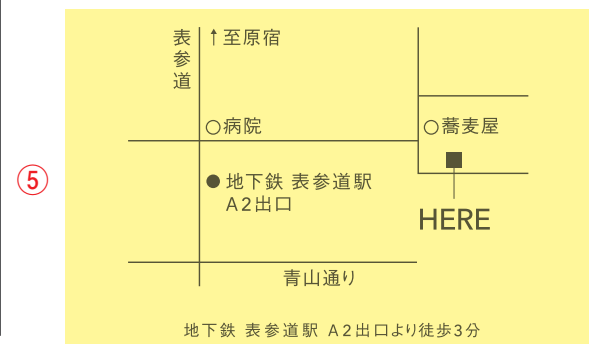 表参道
↑至原宿
○病院
○蕎麦屋
⑤
●地下鉄 表参道駅
A2出口
HERE
青山通り
地下鉄 表参道駅 A2出口より徒歩3分